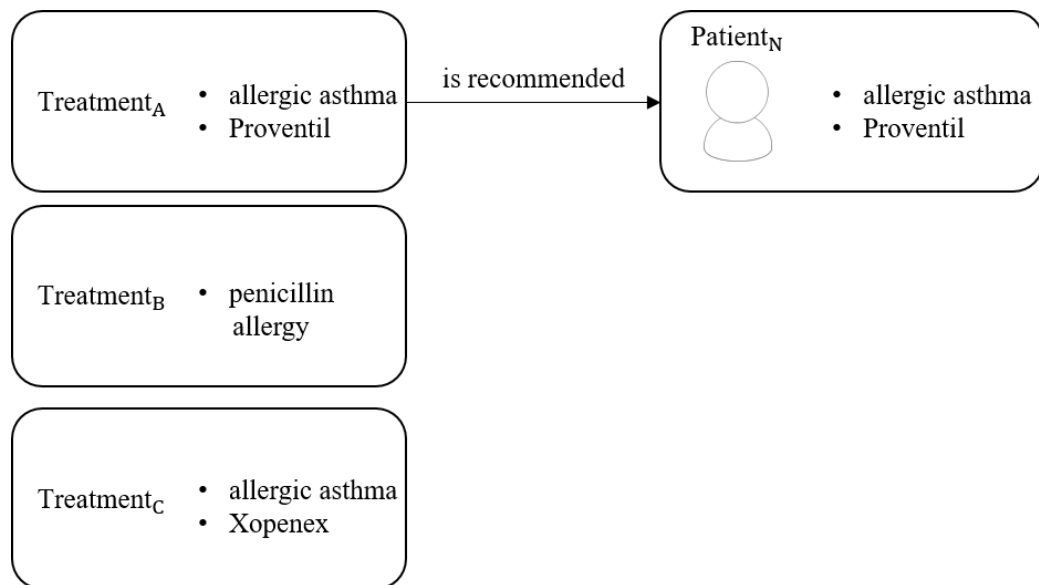 Treatment_A
• allergic asthma
• Proventil
is recommended
Patient_N
• allergic asthma
• Proventil
Treatment_B
• penicillin
allergy
Treatment_C
• allergic asthma
• Xopenex